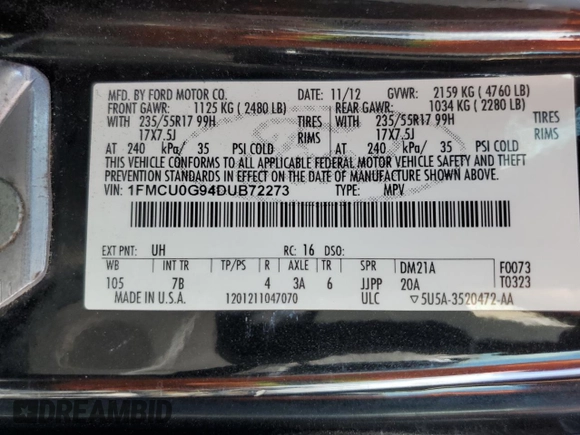 MFD. BY FORD MOTOR CO. DATE: 11/12 GVWR: 2159 KG ( 4760 LB)
FRONT GAWR: 1125 KG ( 2480 LB) REAR GAWR: 1034 KG ( 2280 LB)
WITH 235/55R17 99H TIRES WITH 235/55R17 99H TIRES
17X7.5J RIMS 17X7.5J RIMS
AT 240 kPa/ 35 PSI COLD AT 240 kPa/ 35 PSI COLD
THIS VEHICLE CONFORMS TO ALL APPLICABLE FEDERAL MOTOR VEHICLE SAFETY AND THEFT
PREVENTION STANDARDS IN EFFECT ON THE DATE OF MANUFACTURE SHOWN ABOVE.
VIN: 1FMCU0G94DUB72273 TYPE: MPV
EXT PNT: UH RC: 16 DSO:
WB INT TR TP/PS R AXLE TR SPR DM21A F0073
105 7B 4 3A 6 JJPP 20A T0323
MADE IN U.S.A. 1201211047070 ULC ▽5U5A-3520472-AA
DREAMBID